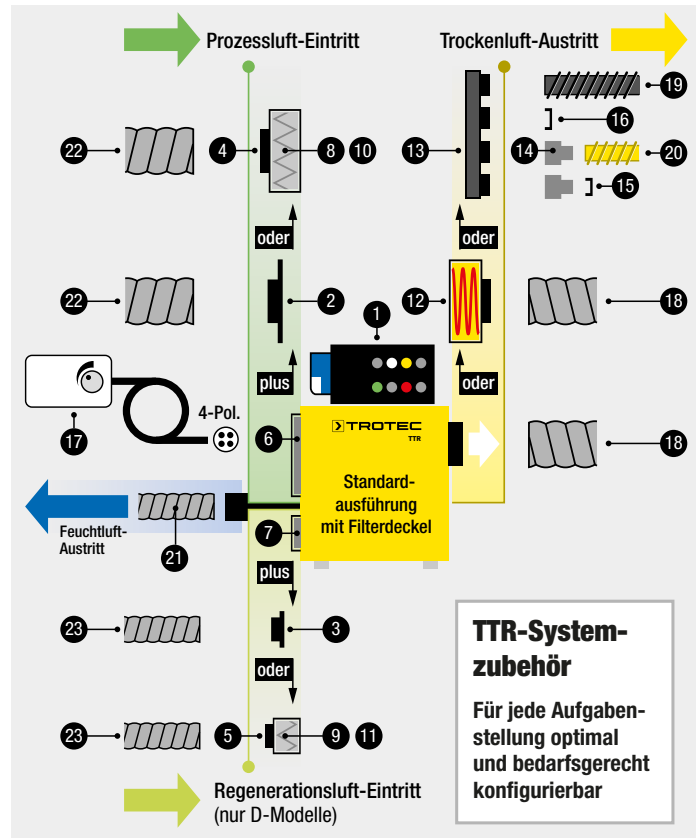 Prozessluft-Eintritt
Trockenluft-Austritt
19
16
22
4
8
10
13
14
20
15
oder
oder
22
2
12
18
1
plus
oder
17
4-Pol.
6
TROTEC
TTR
18
Standard-
ausführung
mit Filterdeckel
Feuchtluft-
Austritt
21
7
plus
23
3
oder
23
5
9
11
TTR-System-
zubehör
Für jede Aufgaben-
stellung optimal
und bedarfsgerecht
konfigurierbar
Regenerationsluft-Eintritt
(nur D-Modelle)